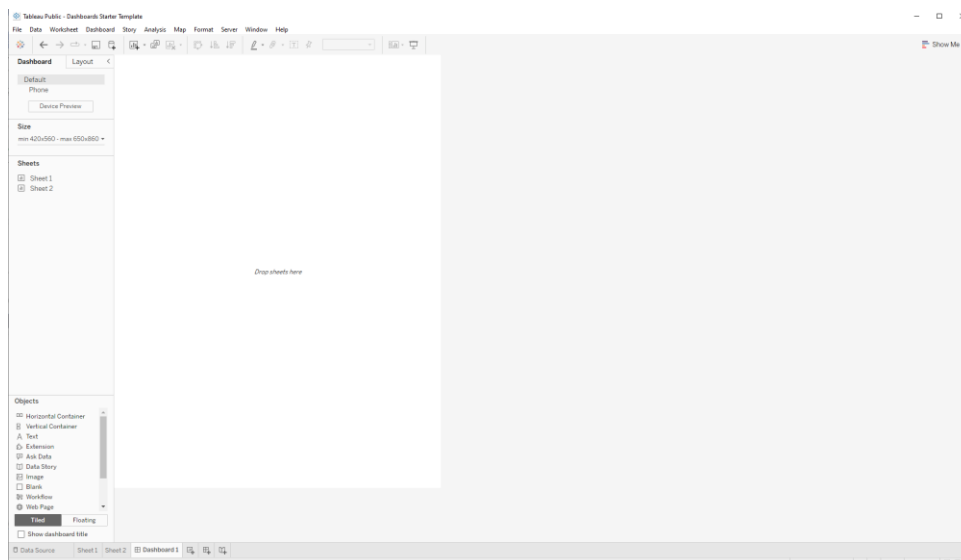 Tableau Public - Dashboards Starter Template
File Data Worksheet Dashboard Story Analysis Map Format Server Window Help
Show Me
Dashboard Layout
Default
Phone
Device Preview
Size
min 420x560 - max 650x860
Sheets
Sheet 1
Sheet 2
Drop sheets here
Objects
Horizontal Container
Vertical Container
A Text
Extension
Ask Data
Data Story
Image
Blank
Workflow
Web Page
Tiled Floating
Show dashboard title
Data Source Sheet 1 Sheet 2 Dashboard 1